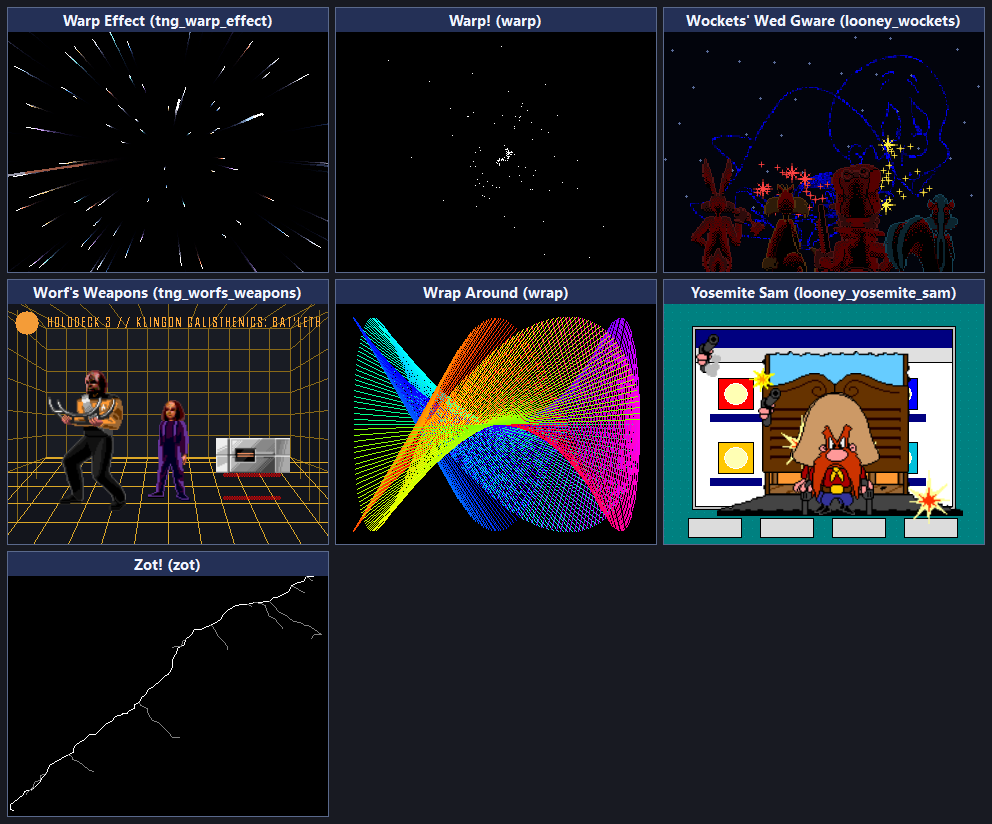 Warp Effect (tng_warp_effect)
Warp! (warp)
Wockets' Wed Gware (looney_wockets)
Worf's Weapons (tng_worfs_weapons)
Wrap Around (wrap)
Yosemite Sam (looney_yosemite_sam)
HOLODECK 3 // KLINGON CALISTHENICS: BAT'LETH
Zot! (zot)